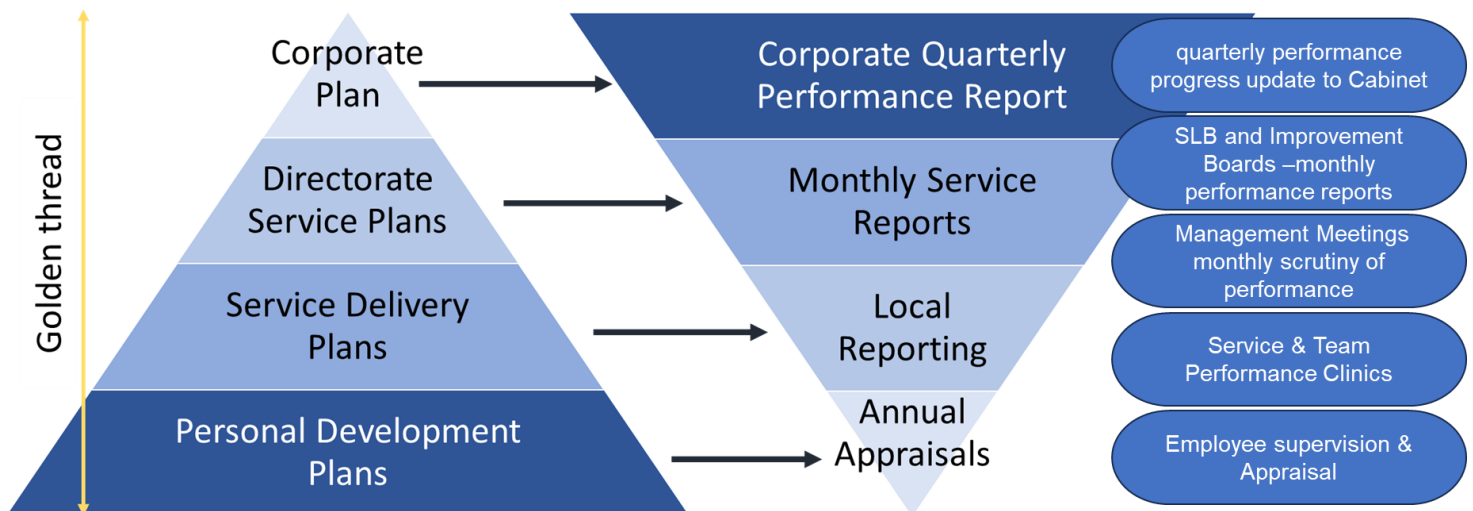 Golden thread
Corporate
Plan
Directorate
Service Plans
Service Delivery
Plans
Personal Development
Plans
Corporate Quarterly
Performance Report
Monthly Service
Reports
Local
Reporting
Annual
Appraisals
quarterly performance
progress update to Cabinet
SLB and Improvement
Boards –monthly
performance reports
Management Meetings
monthly scrutiny of
performance
Service & Team
Performance Clinics
Employee supervision &
Appraisal